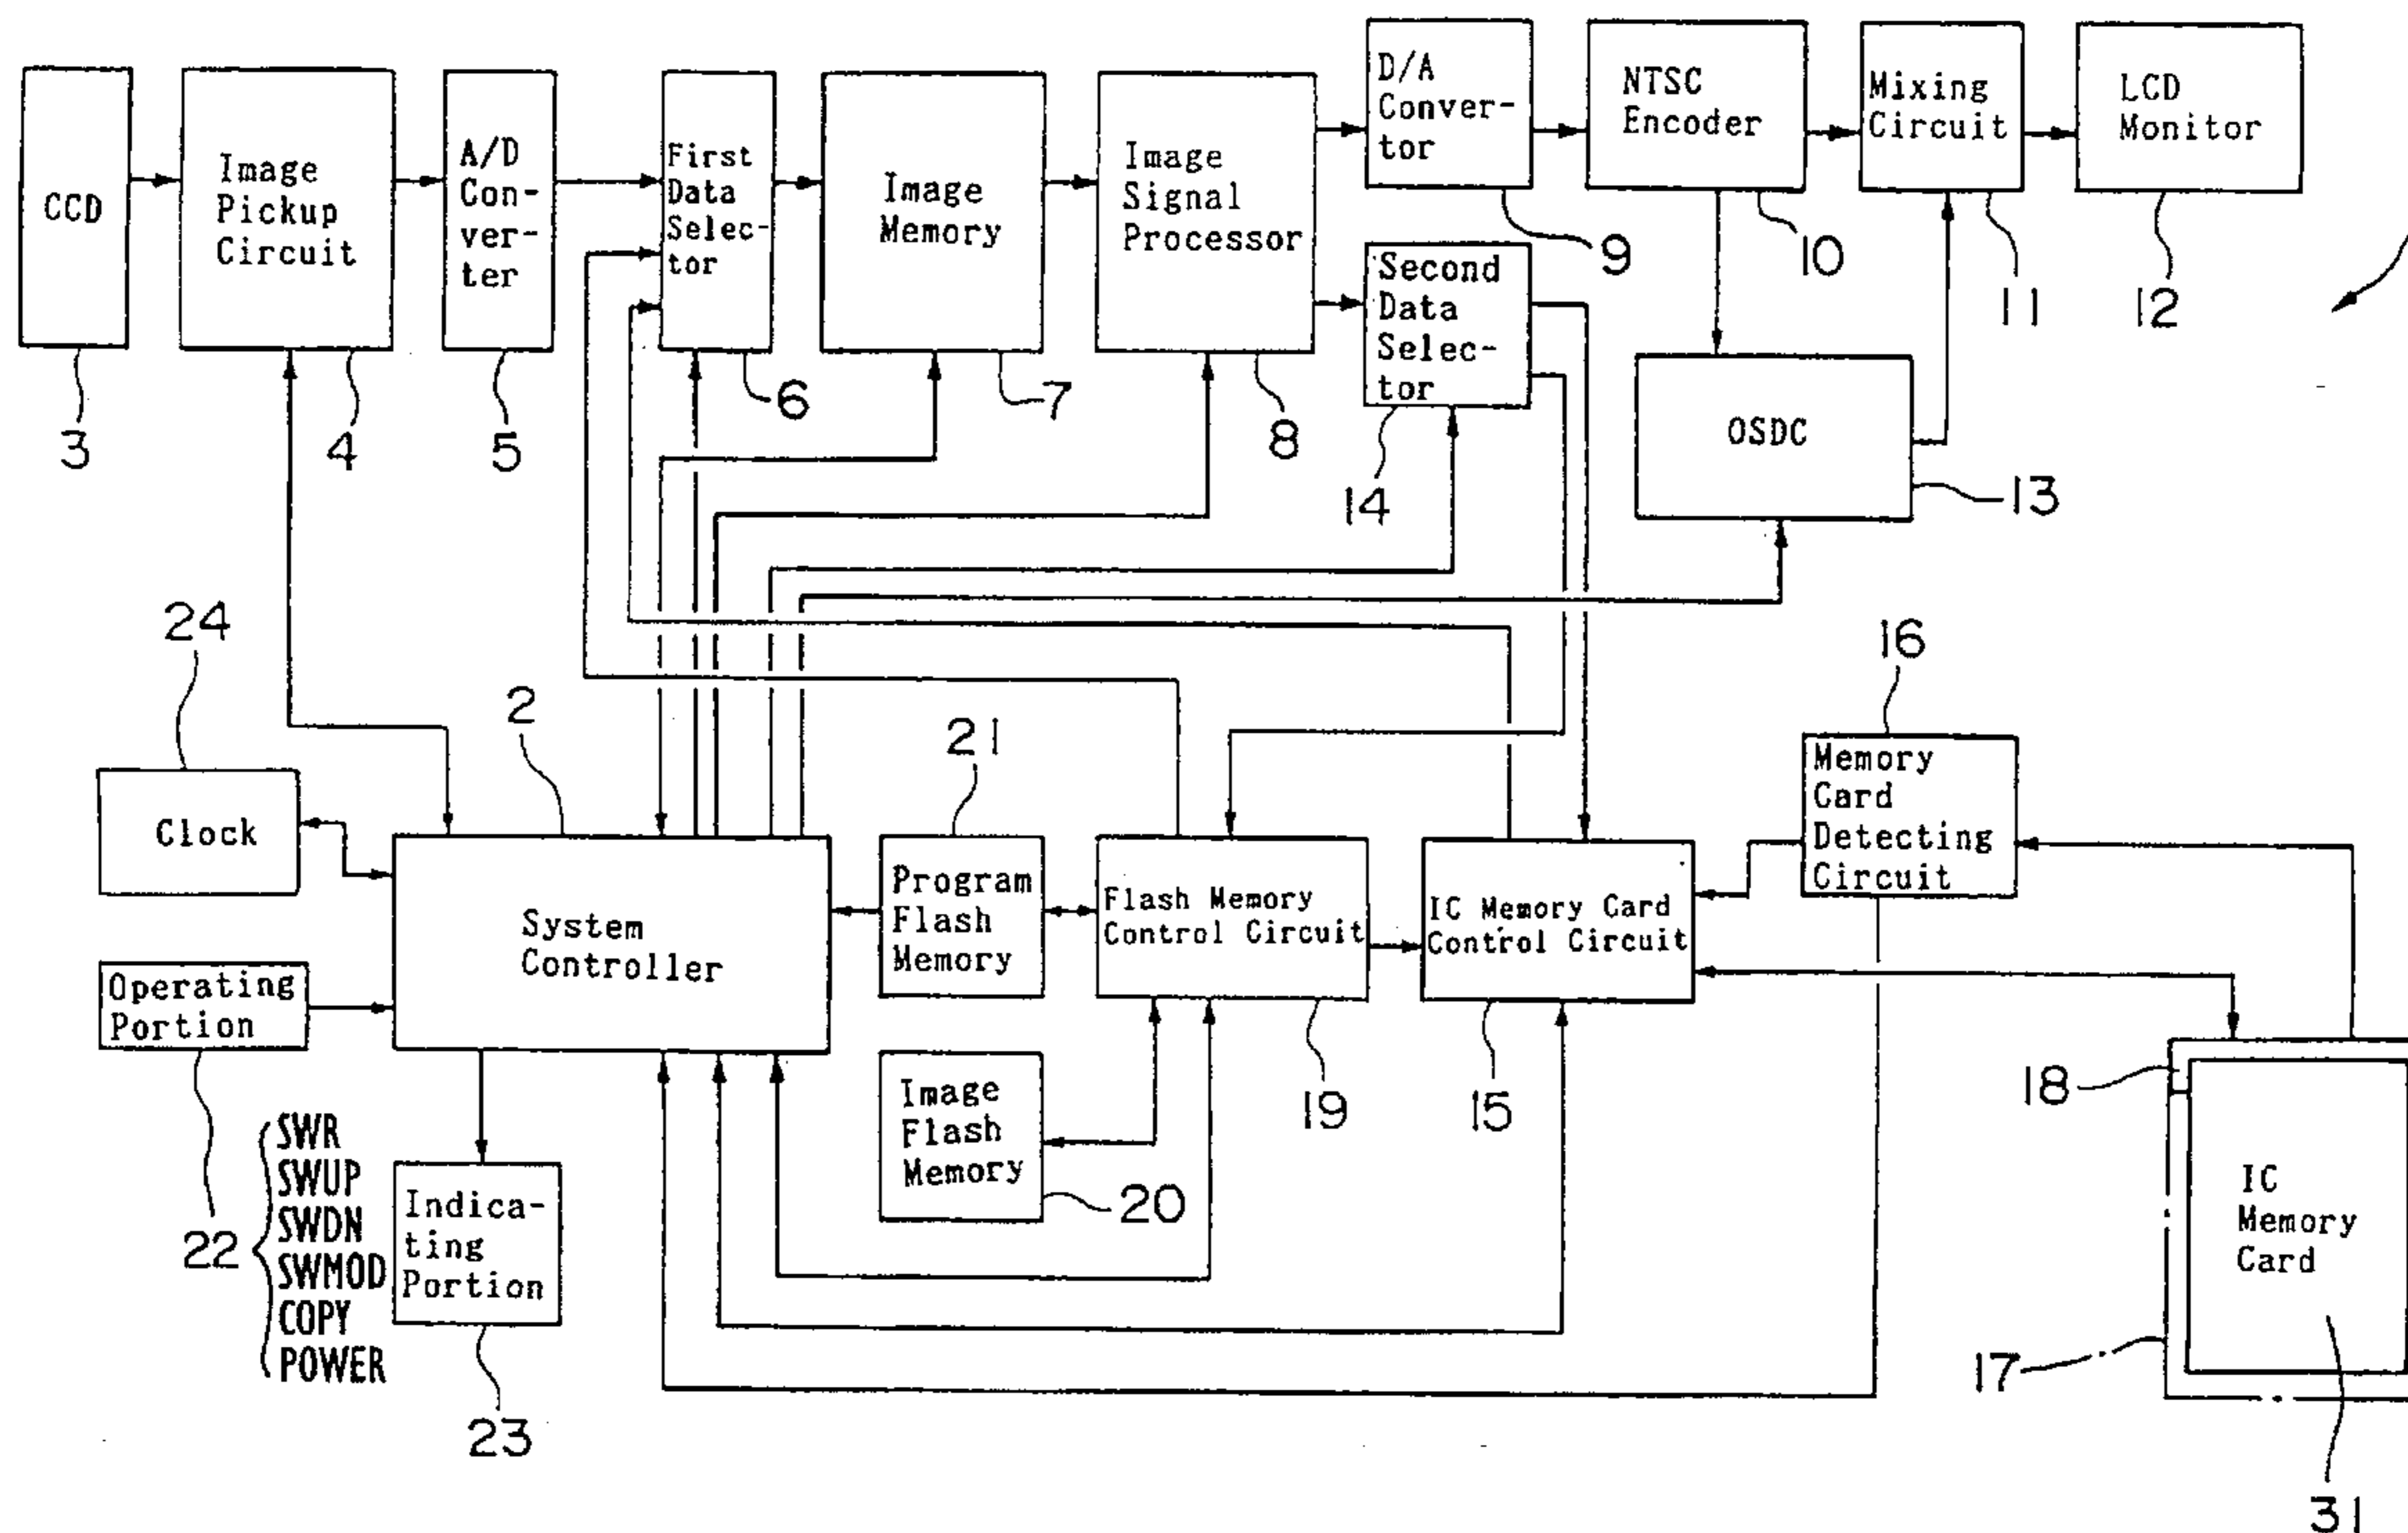 CCD
Image
Pickup
Circuit
A/D
Con-
ver-
ter
First
Data
Selec-
tor
Image
Memory
Image
Signal
Processor
D/A
Conver-
tor
NTSC
Encoder
Mixing
Circuit
LCD
Monitor
Second
Data
Selec-
tor
OSDC
3
4
5
6
7
8
9
10
11
12
14
13
24
2
21
16
Clock
System
Controller
Program
Flash
Memory
Flash Memory
Control Circuit
IC Memory Card
Control Circuit
Memory
Card
Detecting
Circuit
Operating
Portion
Image
Flash
Memory
19
15
18
20
22
SWR
SWUP
SWDN
SWMOD
COPY
POWER
Indica-
ting
Portion
23
IC
Memory
Card
17
31